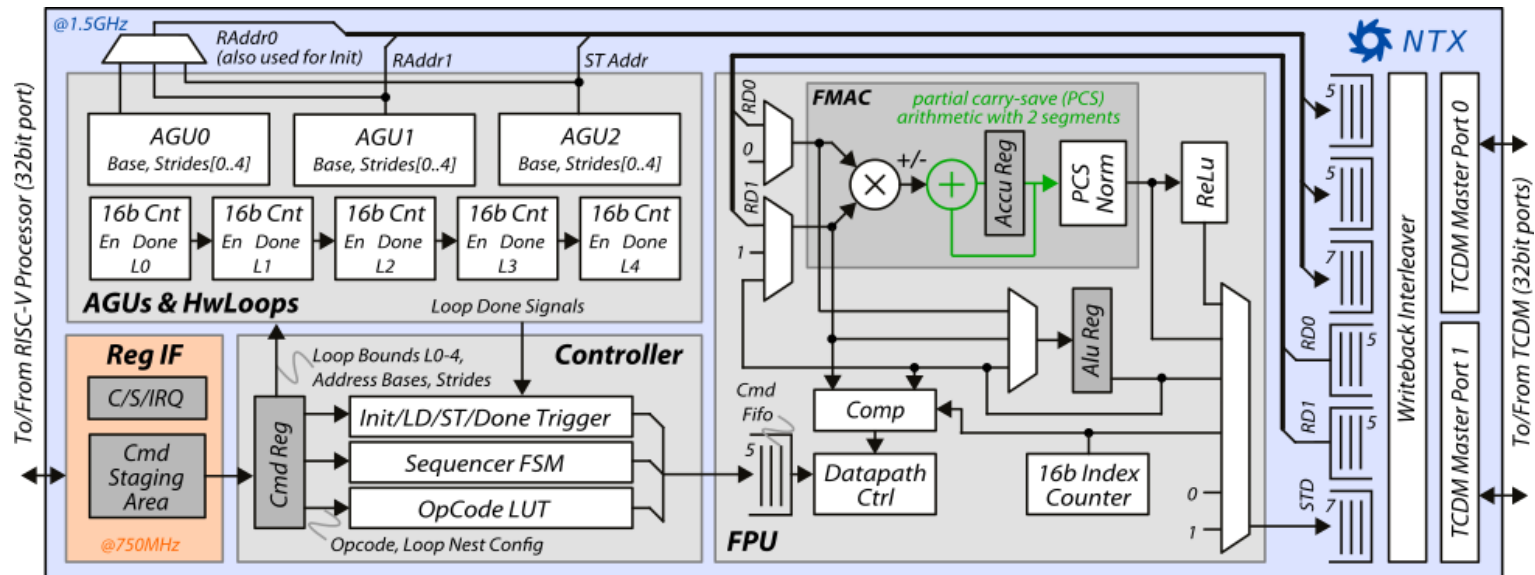 @1.5GHz
RAddr0
(also used for Init)
RAddr1
ST Addr
NTX
AGU0
Base, Strides[0..4]
AGU1
Base, Strides[0..4]
AGU2
Base, Strides[0..4]
16b Cnt
En Done
L0
16b Cnt
En Done
L1
16b Cnt
En Done
L2
16b Cnt
En Done
L3
16b Cnt
En Done
L4
AGUs & HwLoops
Loop Done Signals
To/From RISC-V Processor (32bit port)
Reg IF
C/S/IRQ
Cmd
Staging
Area
@750MHz
Controller
Loop Bounds L0-4,
Address Bases, Strides
Cmd Reg
Init/LD/ST/Done Trigger
Sequencer FSM
OpCode LUT
Opcode, Loop Nest Config
FMAC
partial carry-save (PCS)
arithmetic with 2 segments
RD0
0
RD1
1
×
+/-
+
Accu Reg
PCS
Norm
ReLu
Alu Reg
Cmd
Fifo
5
Comp
Datapath
Ctrl
16b Index
Counter
0
1
FPU
5
5
7
RD0
5
RD1
5
STD
7
Writeback Interleaver
TCDM Master Port 0
TCDM Master Port 1
To/From TCDM (32bit ports)